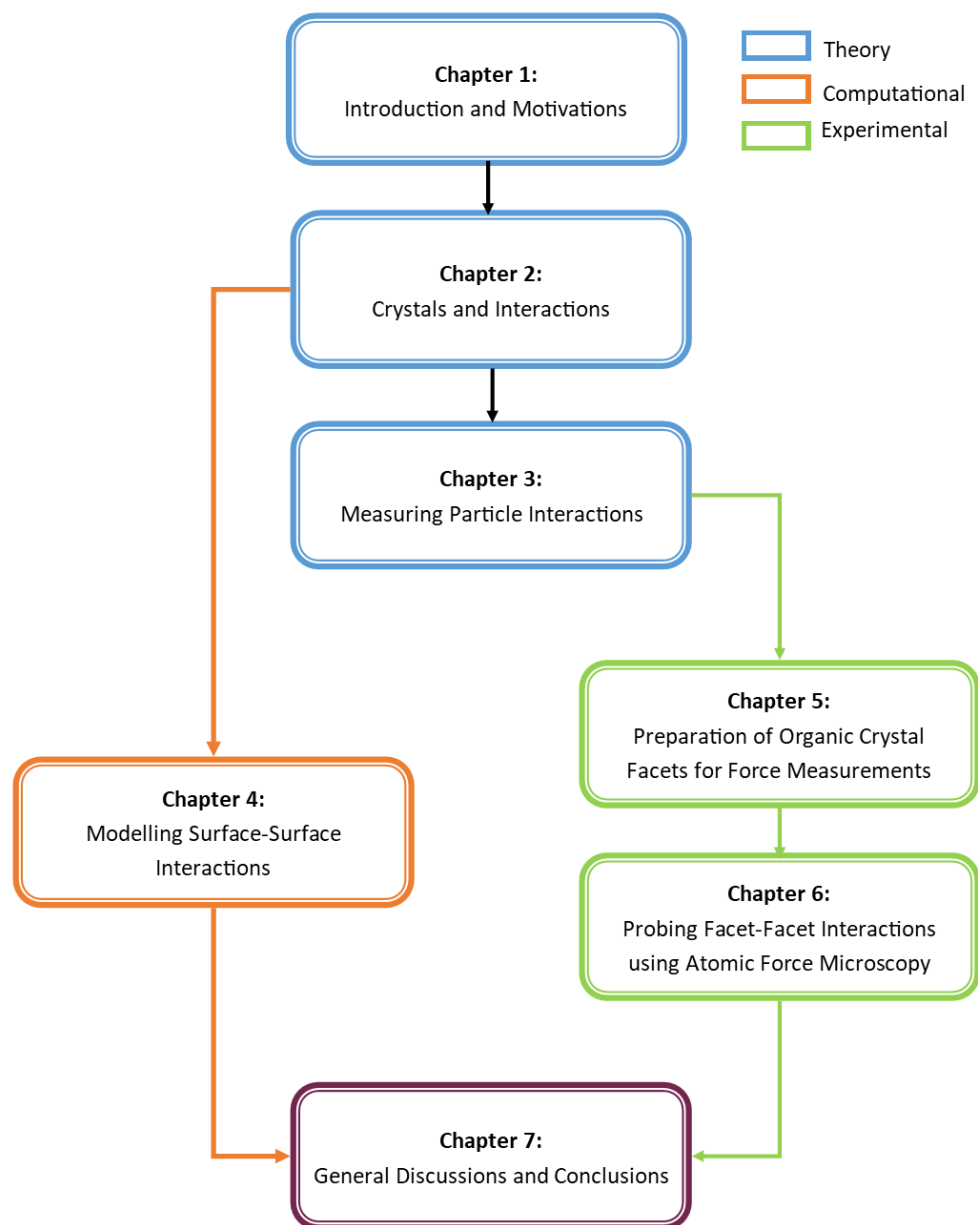 Chapter 1:
Introduction and Motivations
Theory
Computational
Experimental
Chapter 2:
Crystals and Interactions
Chapter 3:
Measuring Particle Interactions
Chapter 5:
Preparation of Organic Crystal
Facets for Force Measurements
Chapter 4:
Modelling Surface-Surface
Interactions
Chapter 6:
Probing Facet-Facet Interactions
using Atomic Force Microscopy
Chapter 7:
General Discussions and Conclusions